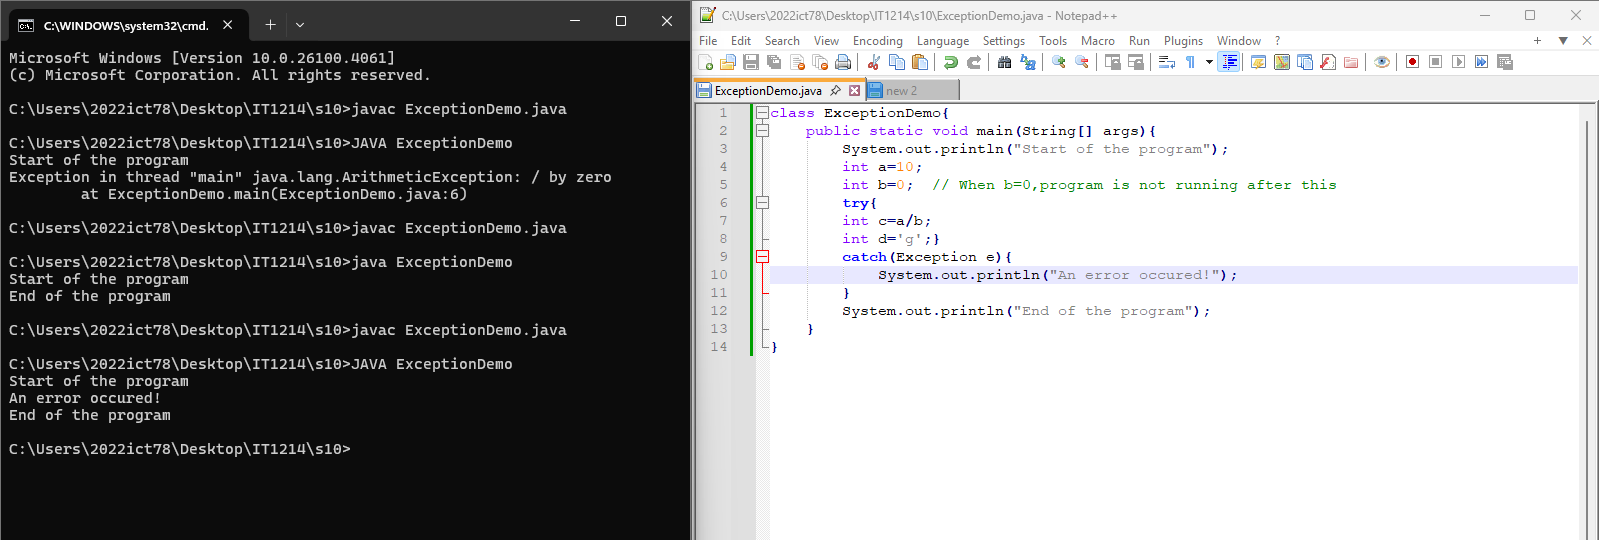 C:\WINDOWS\system32\cmd.
Microsoft Windows [Version 10.0.26100.4061]
(c) Microsoft Corporation. All rights reserved.
C:\Users\2022ict78\Desktop\IT1214\s10>javac ExceptionDemo.java
C:\Users\2022ict78\Desktop\IT1214\s10>JAVA ExceptionDemo
Start of the program
Exception in thread "main" java.lang.ArithmeticException: / by zero
at ExceptionDemo.main(ExceptionDemo.java:6)
C:\Users\2022ict78\Desktop\IT1214\s10>javac ExceptionDemo.java
C:\Users\2022ict78\Desktop\IT1214\s10>java ExceptionDemo
Start of the program
End of the program
C:\Users\2022ict78\Desktop\IT1214\s10>javac ExceptionDemo.java
C:\Users\2022ict78\Desktop\IT1214\s10>JAVA ExceptionDemo
Start of the program
An error occured!
End of the program
C:\Users\2022ict78\Desktop\IT1214\s10>
C:\Users\2022ict78\Desktop\IT1214\s10\ExceptionDemo.java - Notepad++
File Edit Search View Encoding Language Settings Tools Macro Run Plugins Window ?
ExceptionDemo.java new 2
1 class ExceptionDemo{
2 public static void main(String[] args){
3 System.out.println("Start of the program");
4 int a=10;
5 int b=0; // When b=0,program is not running after this
6 try{
7 int c=a/b;
8 int d='g';}
9 catch(Exception e){
10 System.out.println("An error occured!");
11 }
12 System.out.println("End of the program");
13 }
14 }